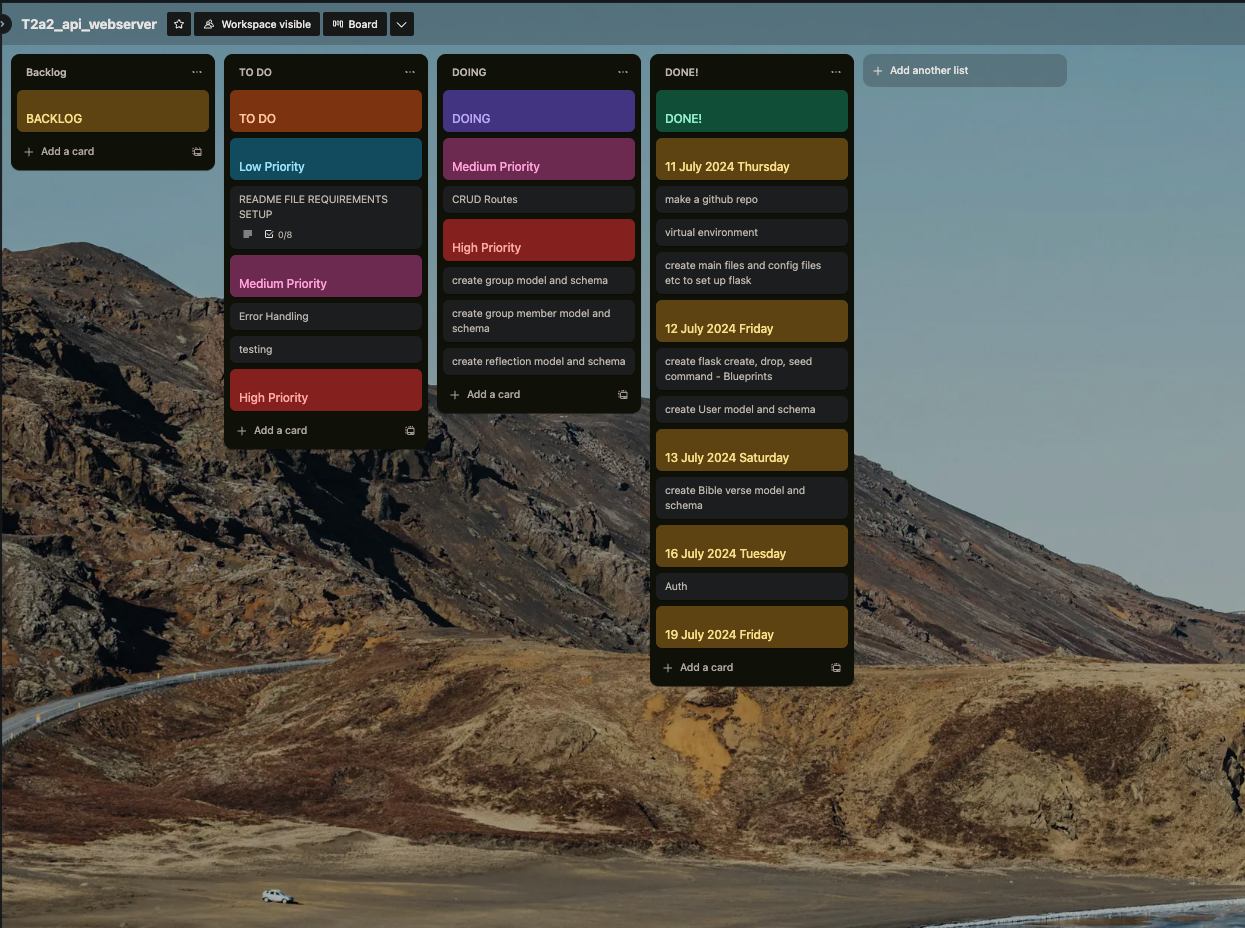 T2a2_api_webserver
Workspace visible
Board
Backlog
BACKLOG
Add a card
TO DO
TO DO
Low Priority
README FILE REQUIREMENTS
SETUP
0/8
Medium Priority
Error Handling
testing
High Priority
Add a card
DOING
DOING
Medium Priority
CRUD Routes
High Priority
create group model and schema
create group member model and
schema
create reflection model and schema
Add a card
DONE!
DONE!
11 July 2024 Thursday
make a github repo
virtual environment
create main files and config files
etc to set up flask
12 July 2024 Friday
create flask create, drop, seed
command - Blueprints
create User model and schema
13 July 2024 Saturday
create Bible verse model and
schema
16 July 2024 Tuesday
Auth
19 July 2024 Friday
Add a card
Add another list